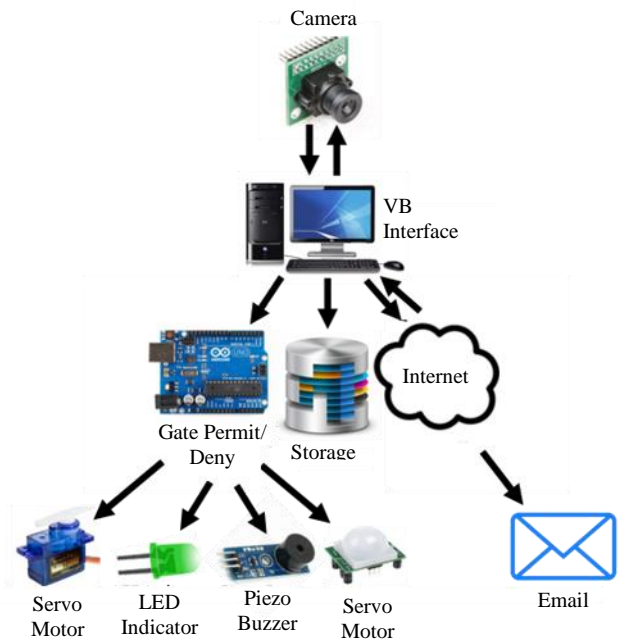 Camera
VB
Interface
Internet
Gate Permit/
Deny
Storage
Servo
Motor
LED
Indicator
Piezo
Buzzer
Servo
Motor
Email